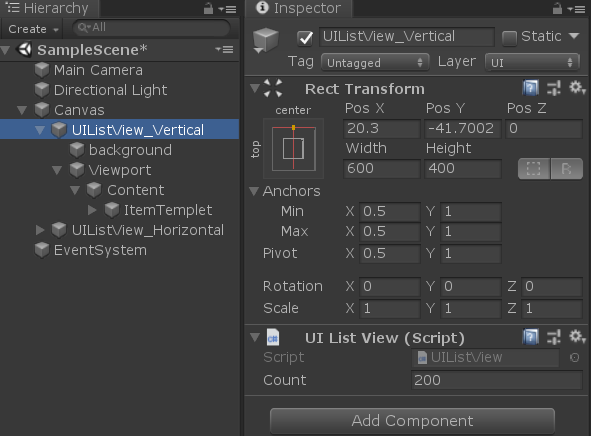 Hierarchy
Create
All
SampleScene*
Main Camera
Directional Light
Canvas
UIListView_Vertical
background
Viewport
Content
ItemTemplet
UIListView_Horizontal
EventSystem
Inspector
UIListView_Vertical Static
Tag Untagged Layer UI
Rect Transform
center Pos X Pos Y Pos Z
top 20.3 -41.7002 0
Width Height
600 400 R
Anchors
Min X 0.5 Y 1
Max X 0.5 Y 1
Pivot X 0.5 Y 1
Rotation X 0 Y 0 Z 0
Scale X 1 Y 1 Z 1
UI List View (Script)
Script UIListView
Count 200
Add Component